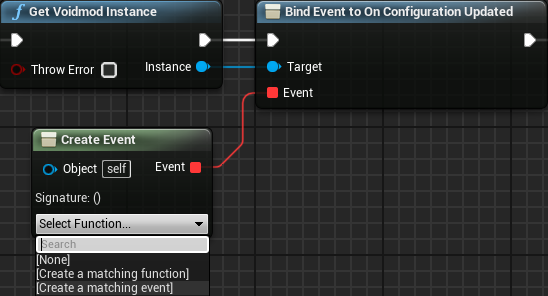 Get Voidmod Instance
Throw Error
Instance
Bind Event to On Configuration Updated
Target
Event
Create Event
Object self
Event
Signature: ()
Select Function...
Search
[None]
[Create a matching function]
[Create a matching event]